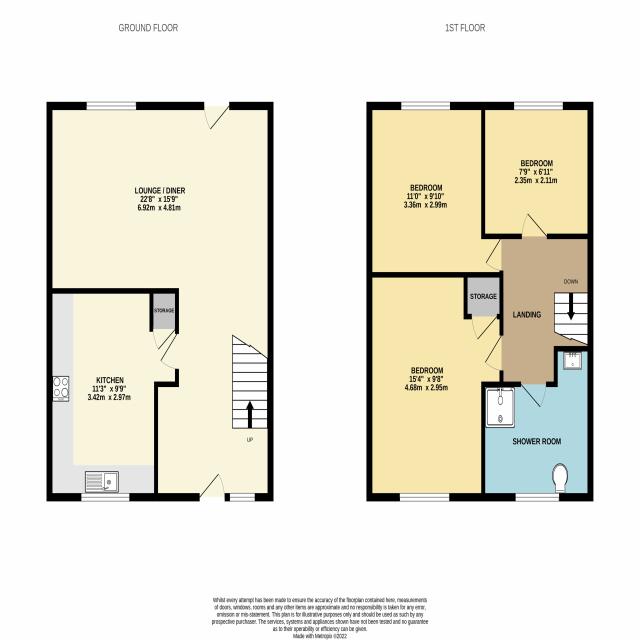 GROUND FLOOR
1ST FLOOR
LOUNGE / DINER
22'8" x 15'9"
6.92m x 4.81m
STORAGE
KITCHEN
11'3" x 9'9"
3.42m x 2.97m
UP
BEDROOM
11'0" x 9'10"
3.36m x 2.99m
BEDROOM
7'9" x 6'11"
2.35m x 2.11m
DOWN
STORAGE
LANDING
BEDROOM
15'4" x 9'8"
4.68m x 2.95m
SHOWER ROOM
Whilst every attempt has been made to ensure the accuracy of the floorplan contained here, measurements
of doors, windows, rooms and any other items are approximate and no responsibility is taken for any error,
omission or mis-statement. This plan is for illustrative purposes only and should be used as such by any
prospective purchaser. The services, systems and appliances shown have not been tested and no guarantee
as to their operability or efficiency can be given.
Made with Metropix ©2022